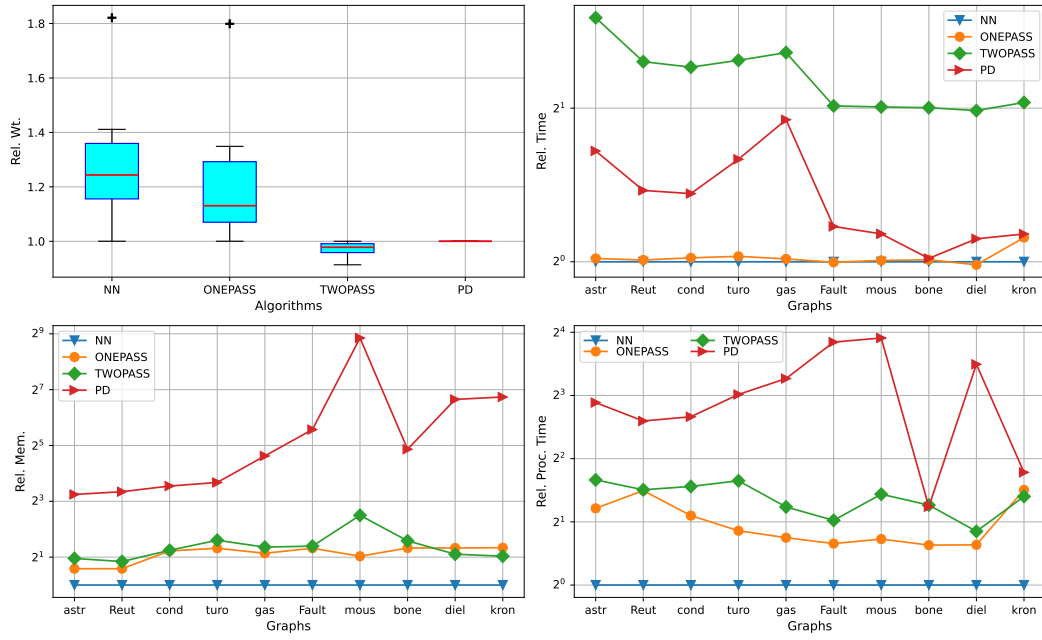 Rel. Wt.
1.8
1.6
1.4
1.2
1.0
NN
ONEPASS
TWOPASS
PD
Algorithms
Rel. Time
2^1
2^0
NN
ONEPASS
TWOPASS
PD
astr
Reut
cond
turo
gas
Fault
mous
bone
diel
kron
Graphs
Rel. Mem.
2^9
2^7
2^5
2^3
2^1
NN
ONEPASS
TWOPASS
PD
astr
Reut
cond
turo
gas
Fault
mous
bone
diel
kron
Graphs
Rel. Proc. Time
2^4
2^3
2^2
2^1
2^0
NN
ONEPASS
TWOPASS
PD
astr
Reut
cond
turo
gas
Fault
mous
bone
diel
kron
Graphs